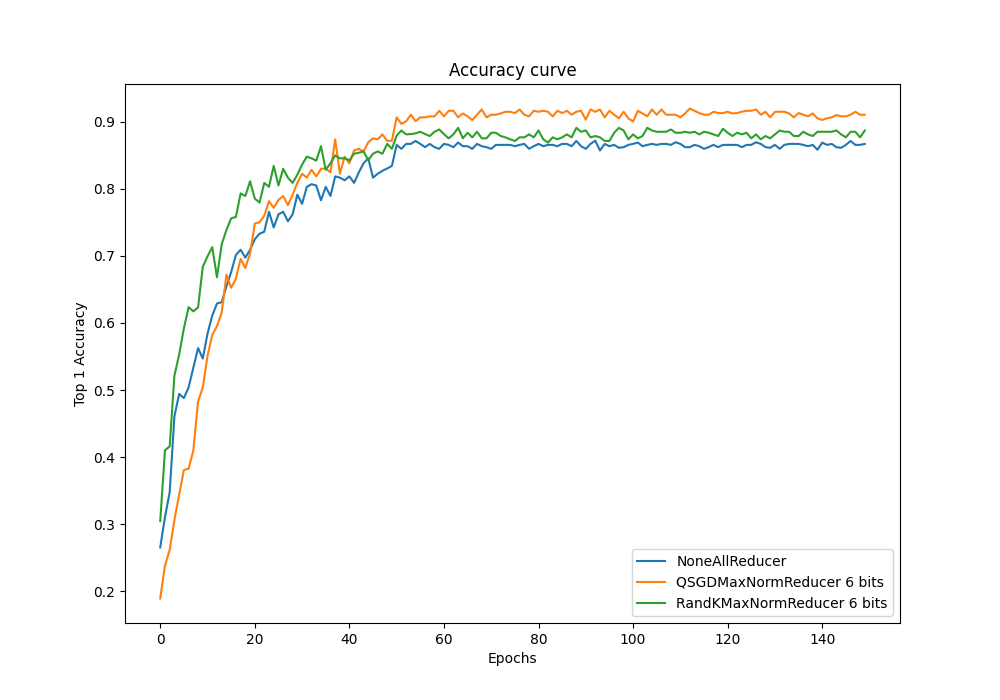 Accuracy curve
Top 1 Accuracy
0.9
0.8
0.7
0.6
0.5
0.4
0.3
0.2
0 20 40 60 80 100 120 140
Epochs
NoneAllReducer
QSGDMaxNormReducer 6 bits
RandKMaxNormReducer 6 bits